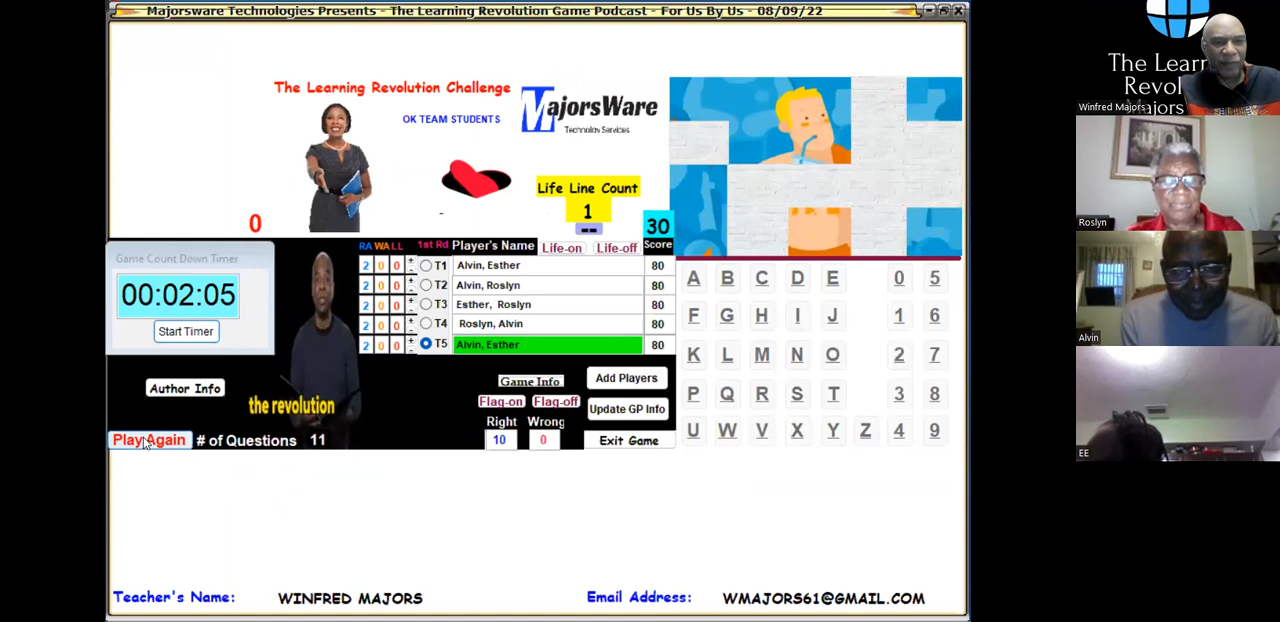 Majorsware Technologies Presents - The Learning Revolution Game Podcast - For Us By Us - 08/09/22
The Learning Revolution Challenge
OK TEAM STUDENTS
MajorsWare
Technology Services
Life Line Count
1
--
0
30
Game Count Down Timer
00:02:05
Start Timer
RA WA LL 1st Rd Player's Name Life-on Life-off Score
2 0 0 + - T1 Alvin, Esther 80
2 0 0 + - T2 Alvin, Roslyn 80
2 0 0 + - T3 Esther, Roslyn 80
2 0 0 + - T4 Roslyn, Alvin 80
2 0 0 + - T5 Alvin, Esther 80
Author Info
the revolution
Game Info
Flag-on Flag-off
Right Wrong
10 0
Add Players
Update GP Info
Exit Game
Play Again # of Questions 11
A B C D E 0 5
F G H I J 1 6
K L M N O 2 7
P Q R S T 3 8
U W V X Y Z 4 9
Teacher's Name: WINFRED MAJORS Email Address: WMAJORS61@GMAIL.COM
The Lear
Revol
Majors
Winfred Majors
Roslyn
Alvin
EE